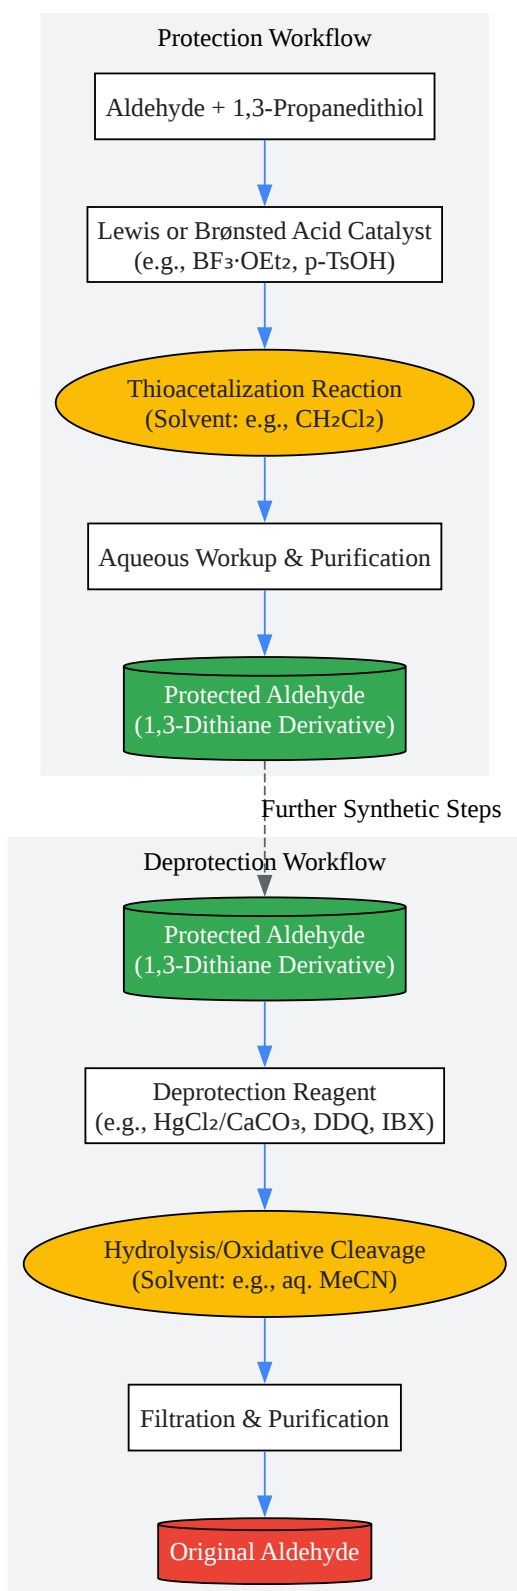 Protection Workflow
Aldehyde + 1,3-Propanedithiol
Lewis or Brønsted Acid Catalyst
(e.g., BF₃·OEt₂, p-TsOH)
Thioacetalization Reaction
(Solvent: e.g., CH₂Cl₂)
Aqueous Workup & Purification
Protected Aldehyde
(1,3-Dithiane Derivative)
Further Synthetic Steps
Deprotection Workflow
Protected Aldehyde
(1,3-Dithiane Derivative)
Deprotection Reagent
(e.g., HgCl₂/CaCO₃, DDQ, IBX)
Hydrolysis/Oxidative Cleavage
(Solvent: e.g., aq. MeCN)
Filtration & Purification
Original Aldehyde